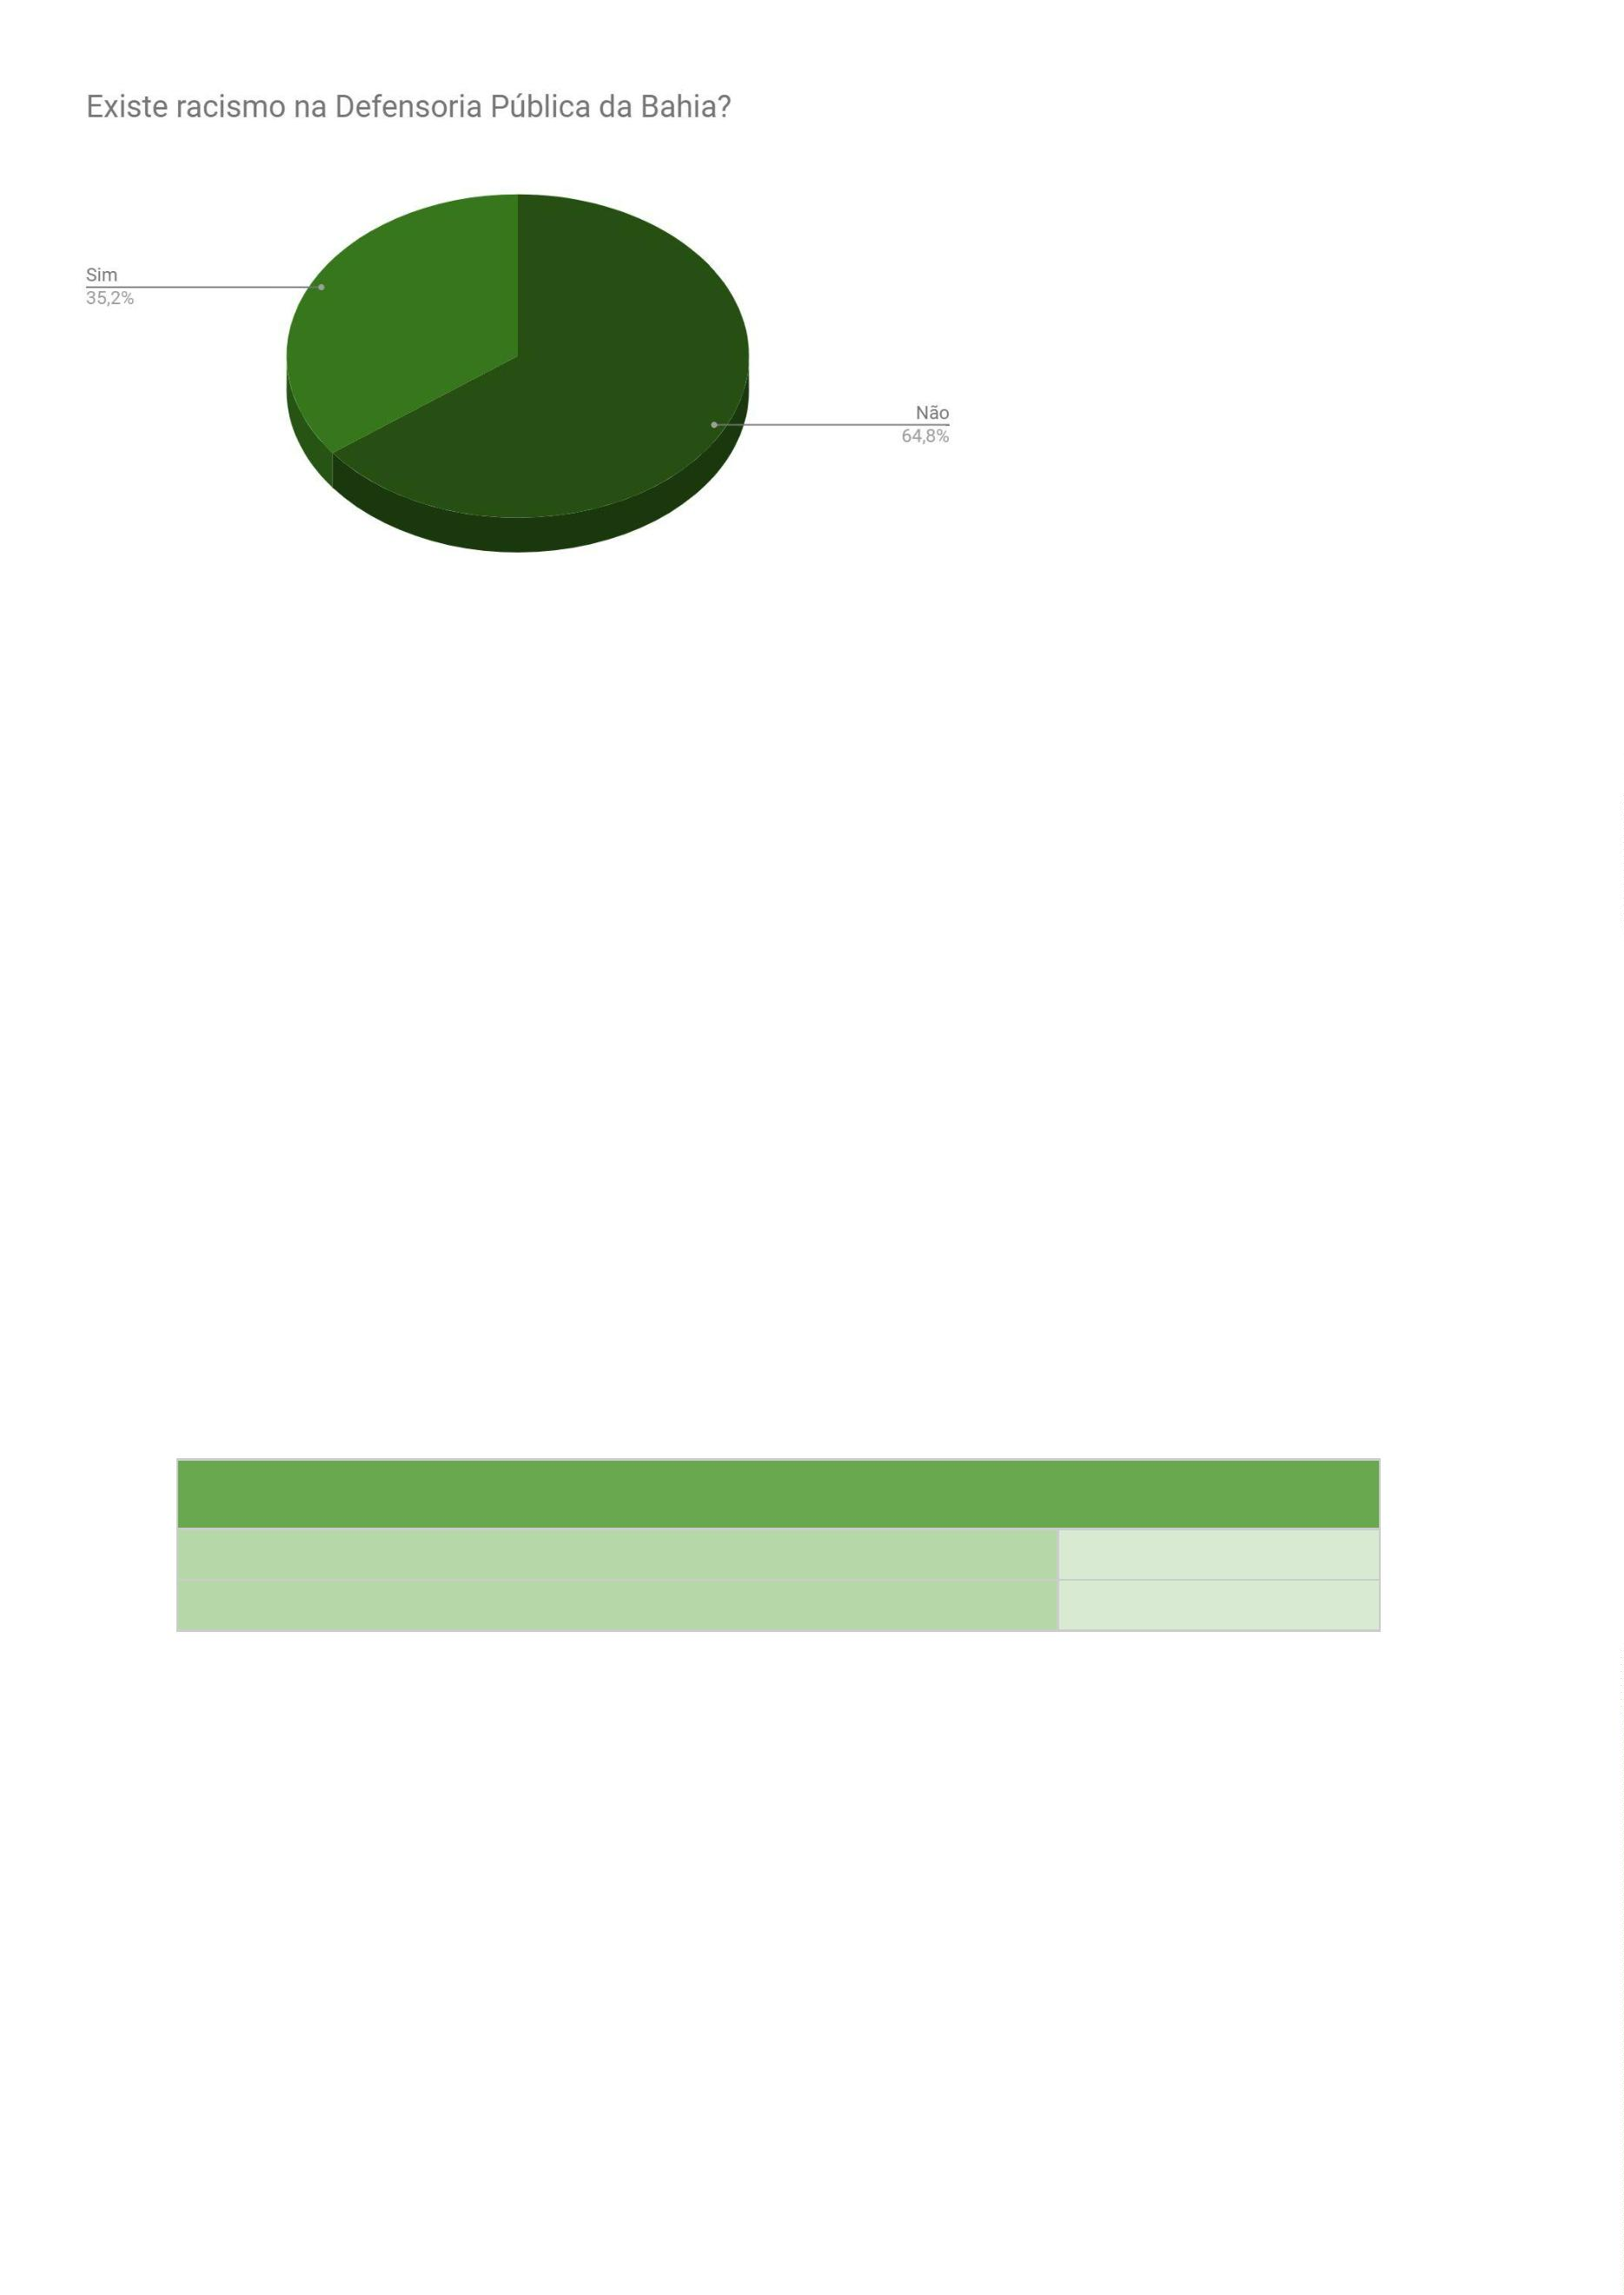 Existe racismo na Defensoria Pública da Bahia?
Sim
35,2%
Não
64,8%